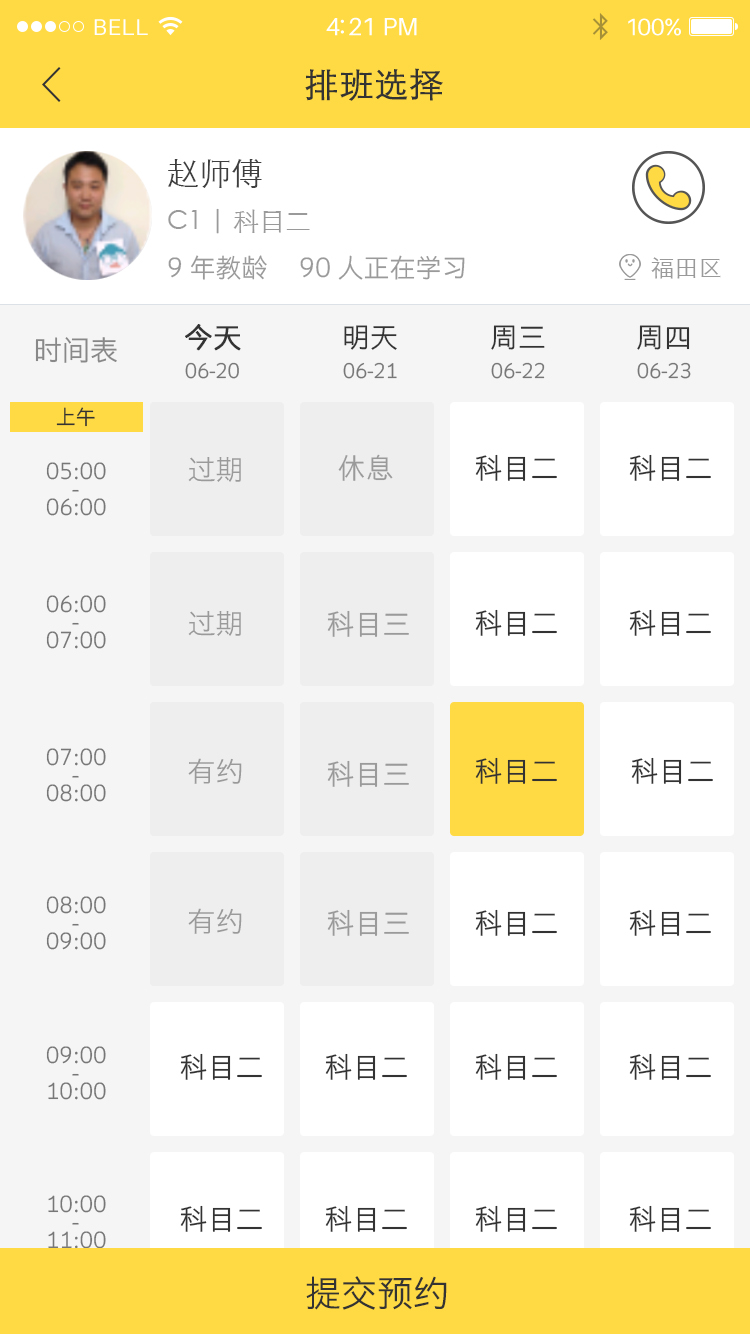 BELL 4:21 PM 100%
排班选择
赵师傅
C1 | 科目二
9 年教龄 90 人正在学习 福田区
时间表 今天 明天 周三 周四
06-20 06-21 06-22 06-23
上午
05:00 - 06:00 过期 休息 科目二 科目二
06:00 - 07:00 过期 科目三 科目二 科目二
07:00 - 08:00 有约 科目三 科目二 科目二
08:00 - 09:00 有约 科目三 科目二 科目二
09:00 - 10:00 科目二 科目二 科目二 科目二
10:00 - 11:00 科目二 科目二 科目二 科目二
提交预约